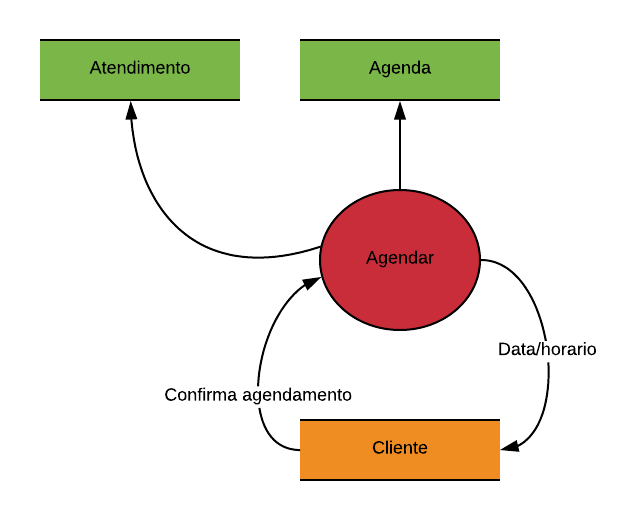 Atendimento
Agenda
Agendar
Data/horario
Confirma agendamento
Cliente